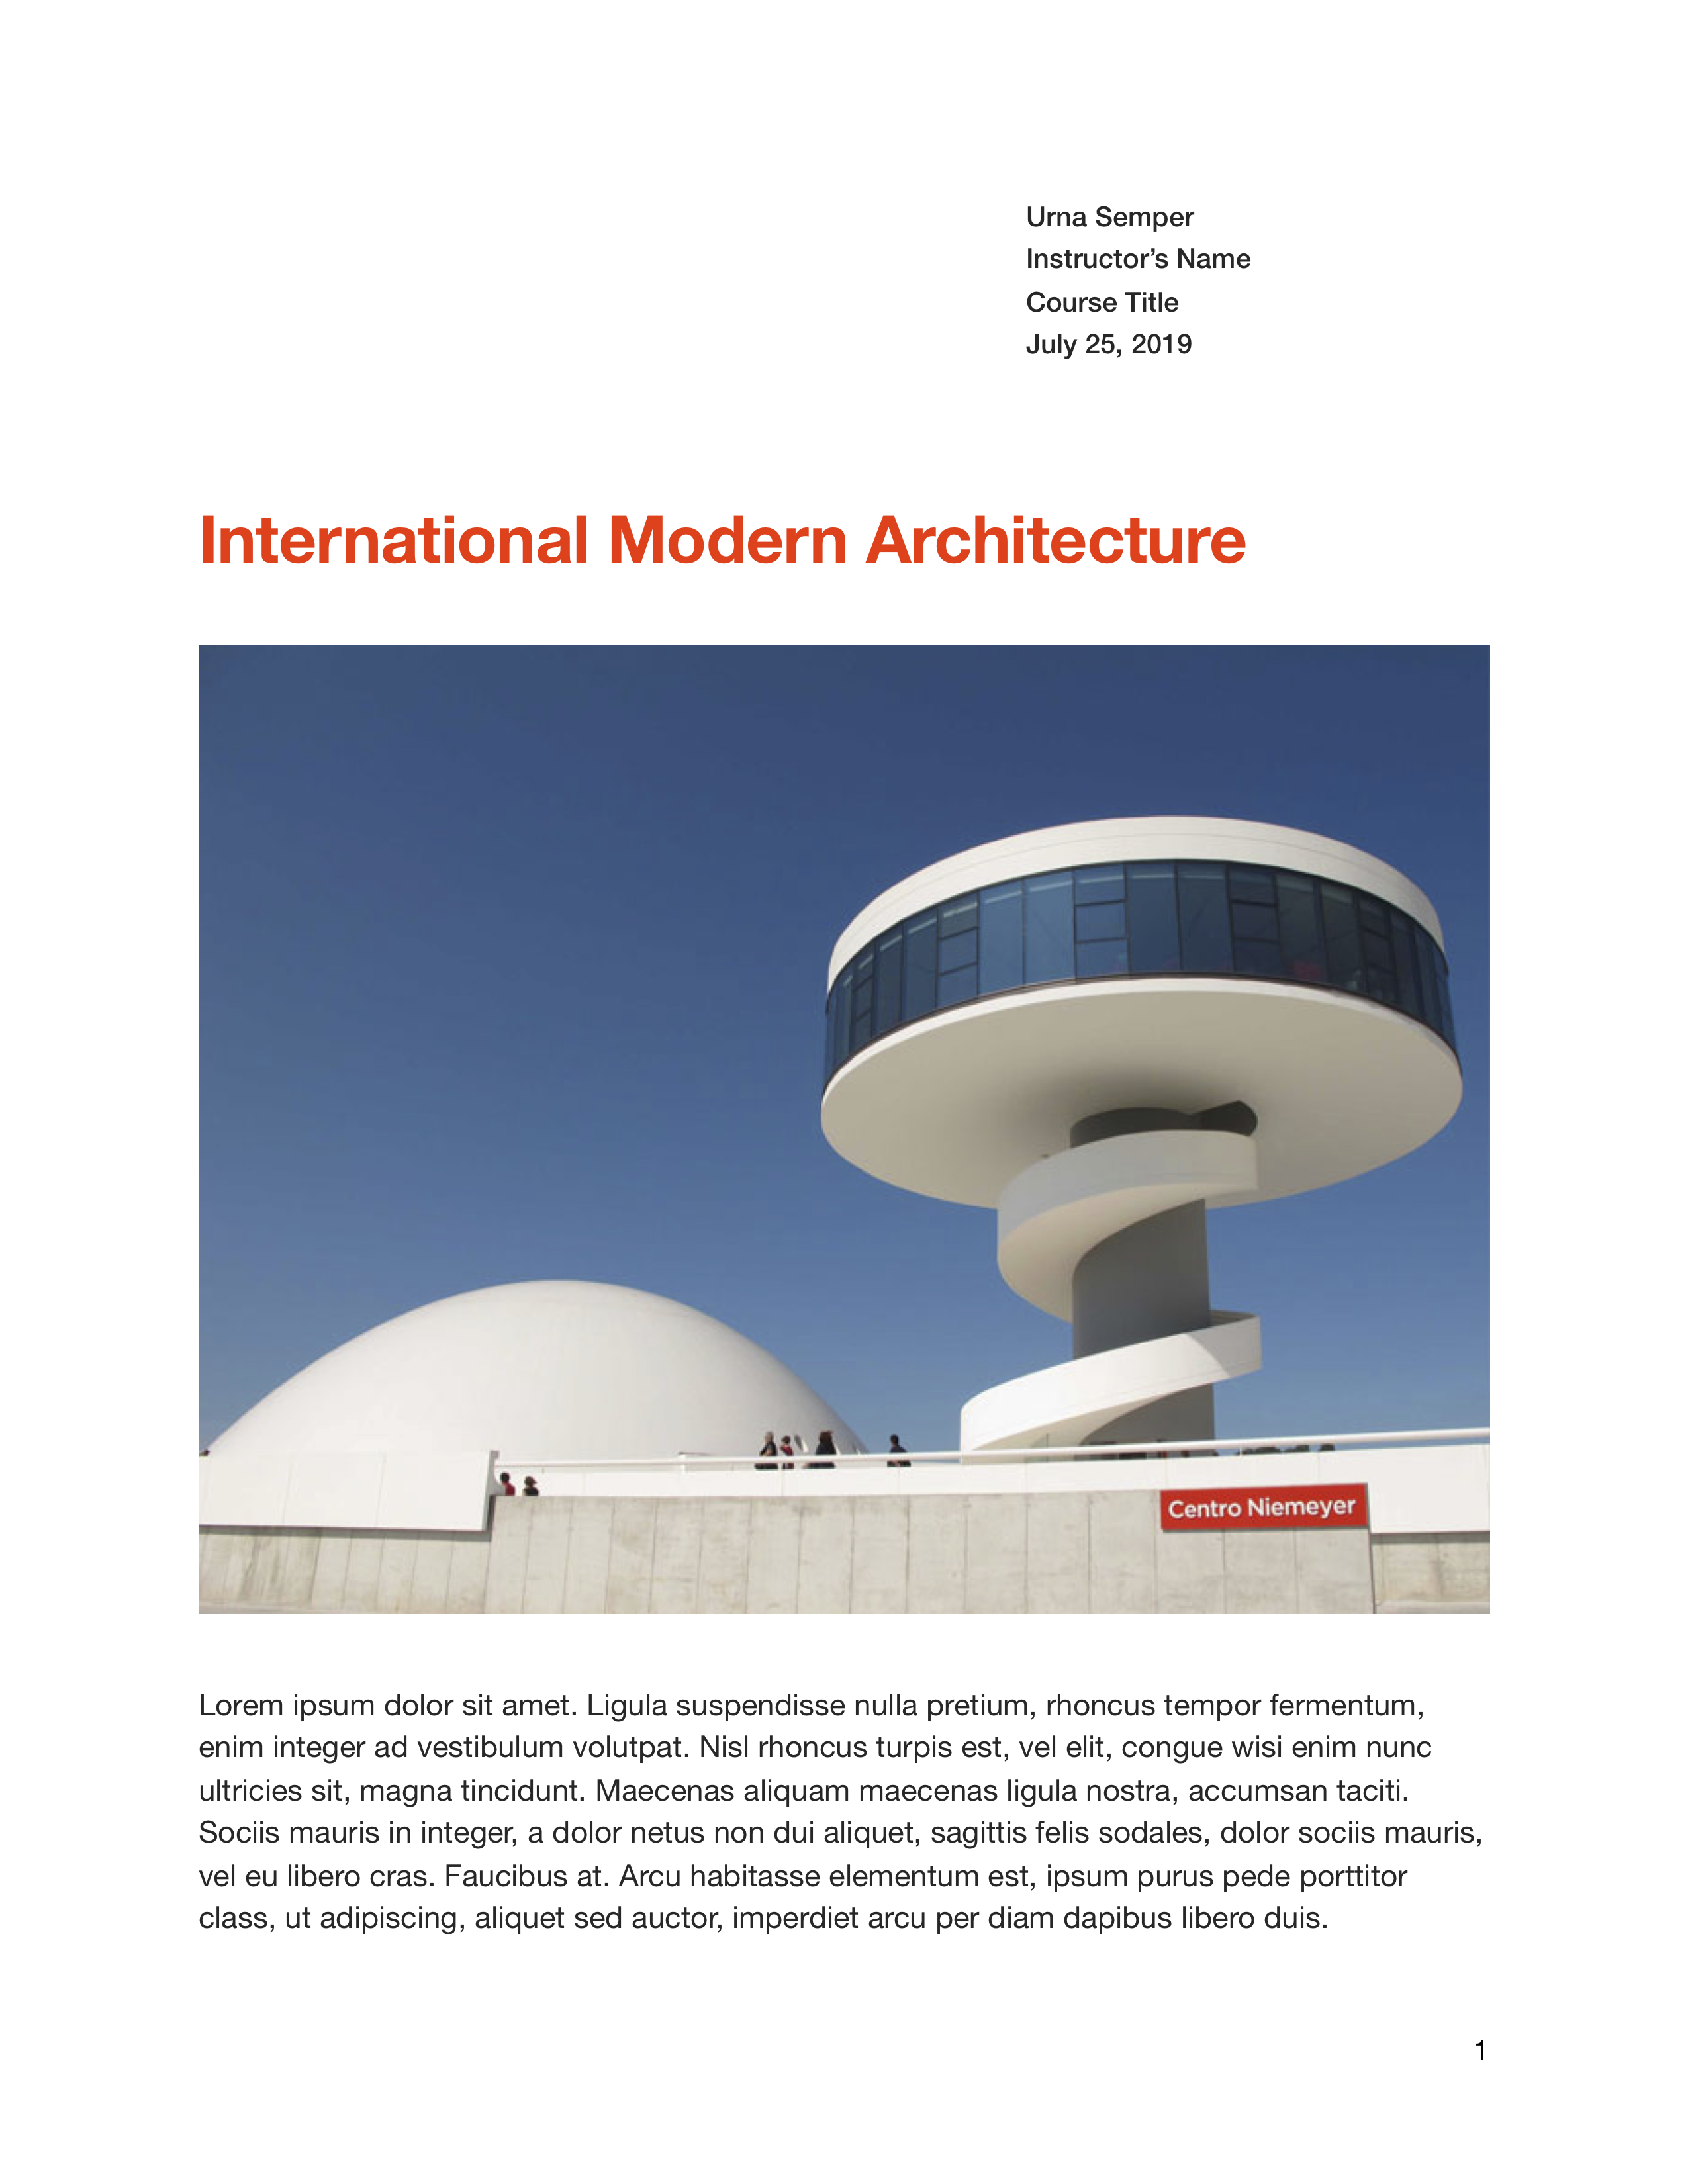 Urna Semper
Instructor’s Name
Course Title
July 25, 2019
International Modern Architecture
Centro Niemeyer
Lorem ipsum dolor sit amet. Ligula suspendisse nulla pretium, rhoncus tempor fermentum,
enim integer ad vestibulum volutpat. Nisl rhoncus turpis est, vel elit, congue wisi enim nunc
ultricies sit, magna tincidunt. Maecenas aliquam maecenas ligula nostra, accumsan taciti.
Sociis mauris in integer, a dolor netus non dui aliquet, sagittis felis sodales, dolor sociis mauris,
vel eu libero cras. Faucibus at. Arcu habitasse elementum est, ipsum purus pede porttitor
class, ut adipiscing, aliquet sed auctor, imperdiet arcu per diam dapibus libero duis.
1